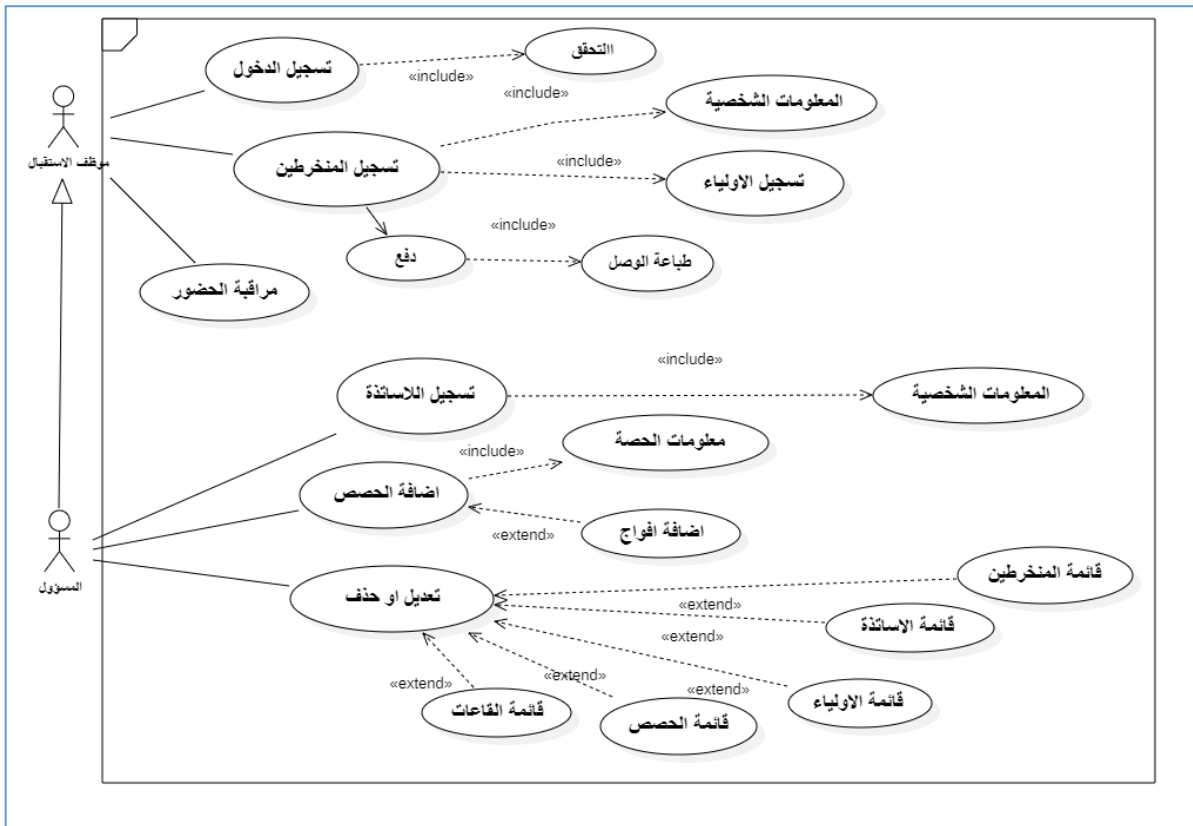 تسجيل الدخول
االتحقق
«include»
«include»
المعلومات الشخصية
موظف الاستقبال
تسجيل المنخرطين
«include»
تسجيل الاولياء
«include»
دفع
طباعة الوصل
مراقبة الحضور
«include»
تسجيل اللاساتذة
المعلومات الشخصية
«include»
معلومات الحصة
اضافة الحصص
«extend»
اضافة افواج
المسؤول
تعديل او حذف
قائمة المنخرطين
«extend»
قائمة الاساتذة
«extend»
«extend»
«extend»
«extend»
قائمة الاولياء
قائمة القاعات
قائمة الحصص